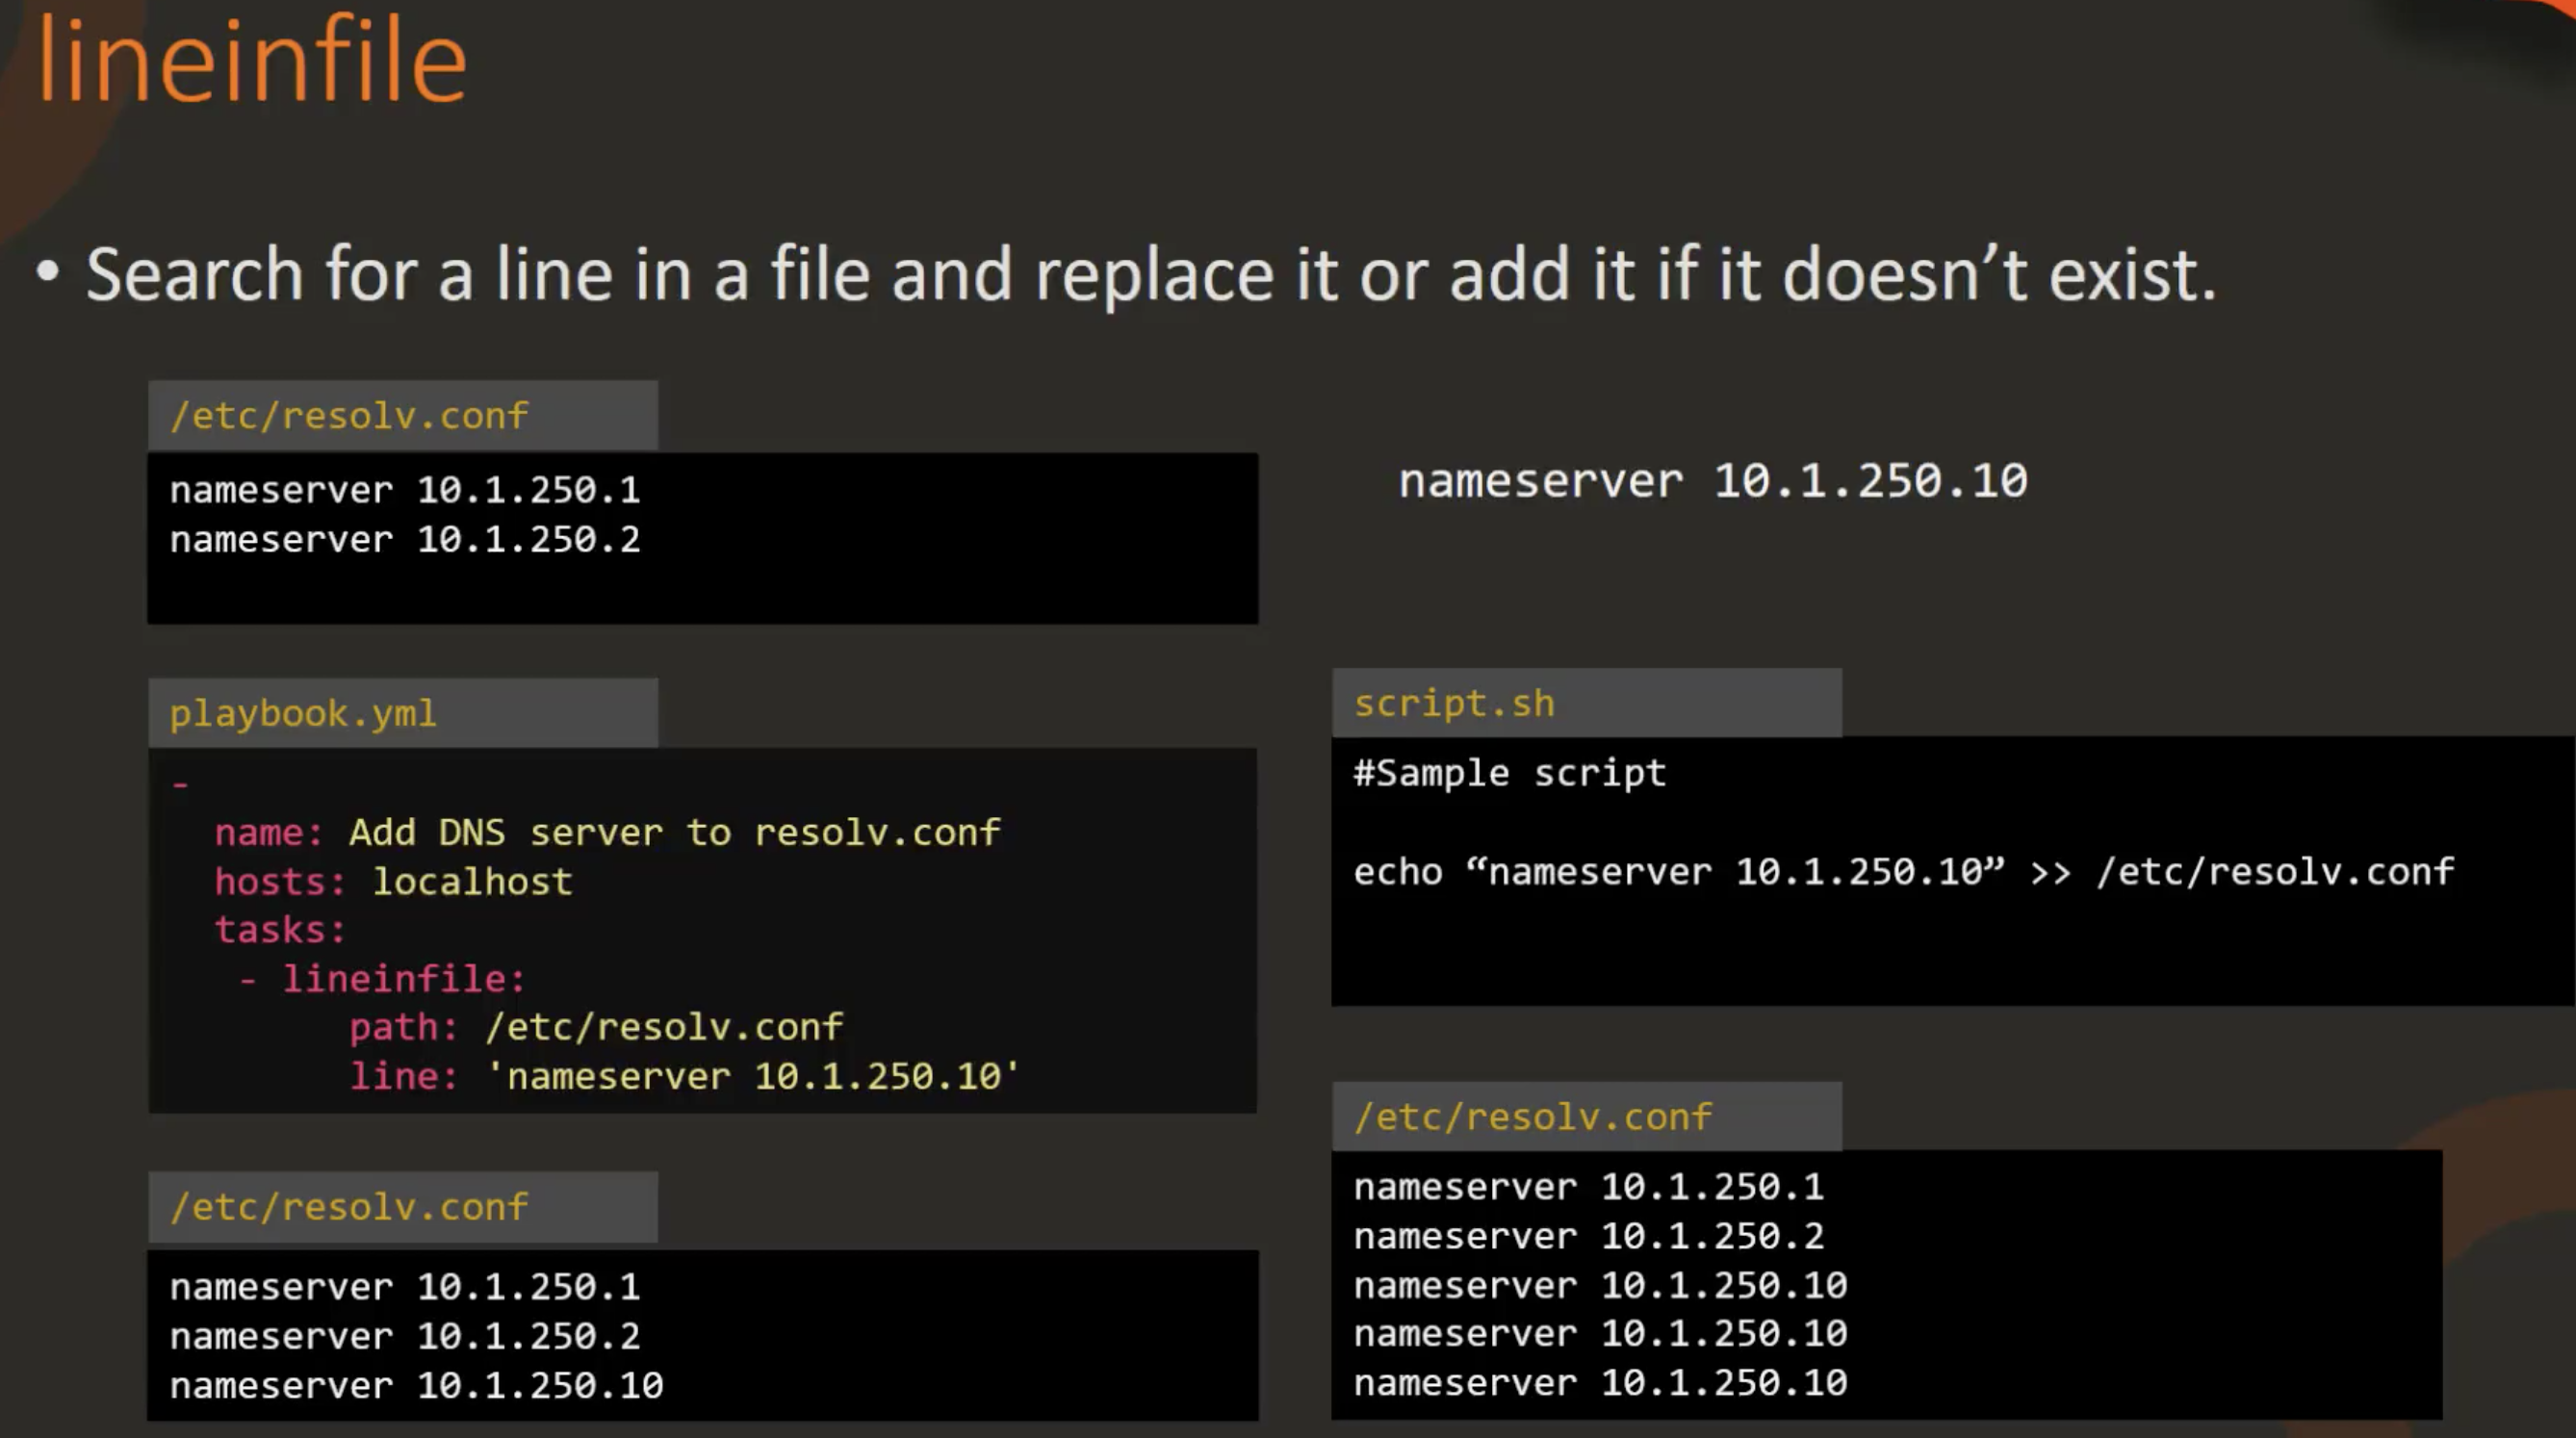 lineinfile
• Search for a line in a file and replace it or add it if it doesn’t exist.
/etc/resolv.conf
nameserver 10.1.250.1
nameserver 10.1.250.2
nameserver 10.1.250.10
playbook.yml
-
name: Add DNS server to resolv.conf
hosts: localhost
tasks:
- lineinfile:
path: /etc/resolv.conf
line: 'nameserver 10.1.250.10'
script.sh
#Sample script
echo “nameserver 10.1.250.10” >> /etc/resolv.conf
/etc/resolv.conf
nameserver 10.1.250.1
nameserver 10.1.250.2
nameserver 10.1.250.10
/etc/resolv.conf
nameserver 10.1.250.1
nameserver 10.1.250.2
nameserver 10.1.250.10
nameserver 10.1.250.10
nameserver 10.1.250.10